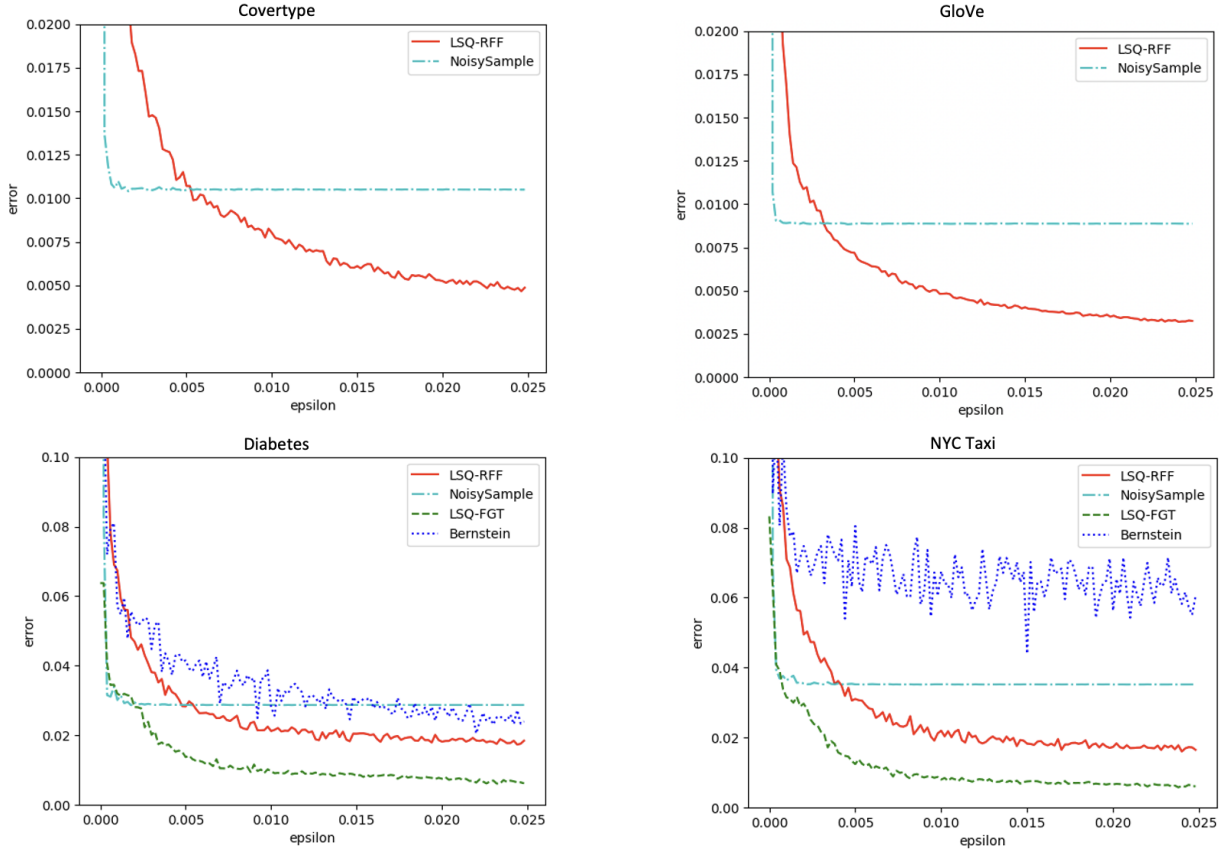 Covertype
0.0200
0.0175
0.0150
0.0125
0.0100
0.0075
0.0050
0.0025
0.0000
error
LSQ-RFF
NoisySample
0.000 0.005 0.010 0.015 0.020 0.025
epsilon
GloVe
0.0200
0.0175
0.0150
0.0125
0.0100
0.0075
0.0050
0.0025
0.0000
error
LSQ-RFF
NoisySample
0.000 0.005 0.010 0.015 0.020 0.025
epsilon
Diabetes
0.10
0.08
0.06
0.04
0.02
0.00
error
LSQ-RFF
NoisySample
LSQ-FGT
Bernstein
0.000 0.005 0.010 0.015 0.020 0.025
epsilon
NYC Taxi
0.10
0.08
0.06
0.04
0.02
0.00
error
LSQ-RFF
NoisySample
LSQ-FGT
Bernstein
0.000 0.005 0.010 0.015 0.020 0.025
epsilon